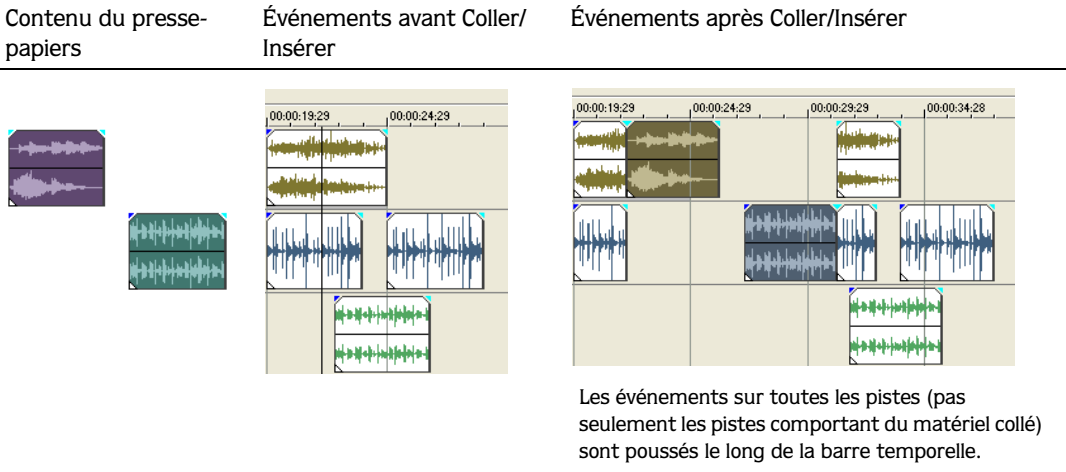 Contenu du presse-
papiers
Événements avant Coller/
Insérer
Événements après Coller/Insérer
00:00:19:29 00:00:24:29
00:00:19:29 00:00:24:29 00:00:29:29 00:00:34:28
Les événements sur toutes les pistes (pas
seulement les pistes comportant du matériel collé)
sont poussés le long de la barre temporelle.